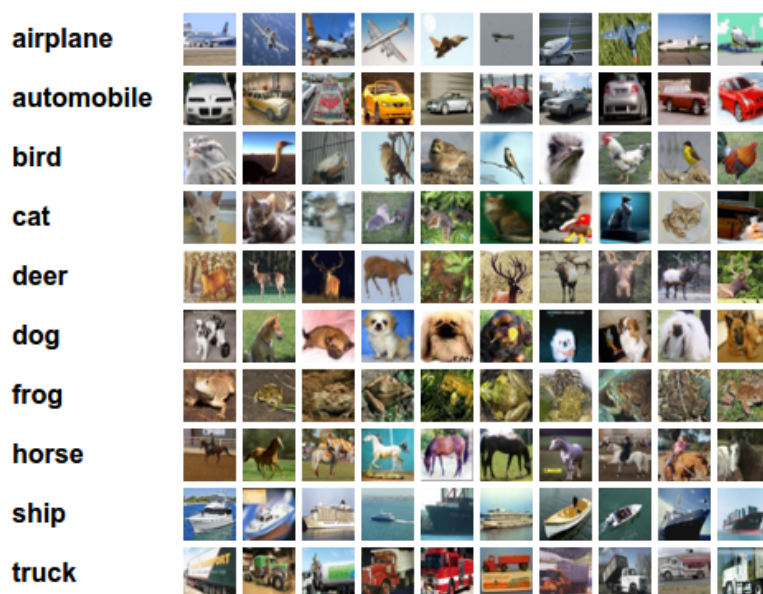 airplane
automobile
bird
cat
deer
dog
frog
horse
ship
truck